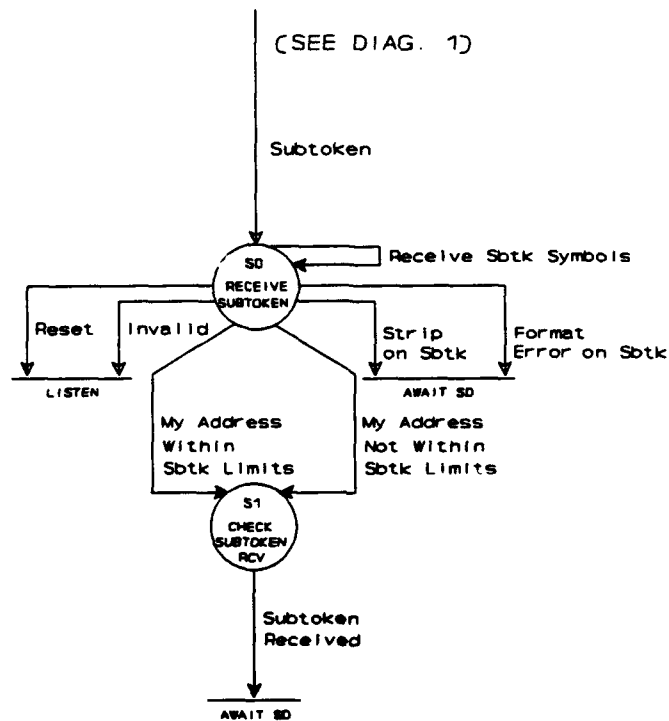 (SEE DIAG. 1)
Subtoken
S0
RECEIVE
SUBTOKEN
Receive Sbtk Symbols
Reset
Invalid
Strip
on Sbtk
Format
Error on Sbtk
LISTEN
AWAIT SD
My Address
Within
Sbtk Limits
My Address
Not Within
Sbtk Limits
S1
CHECK
SUBTOKEN
RCV
Subtoken
Received
AWAIT SD